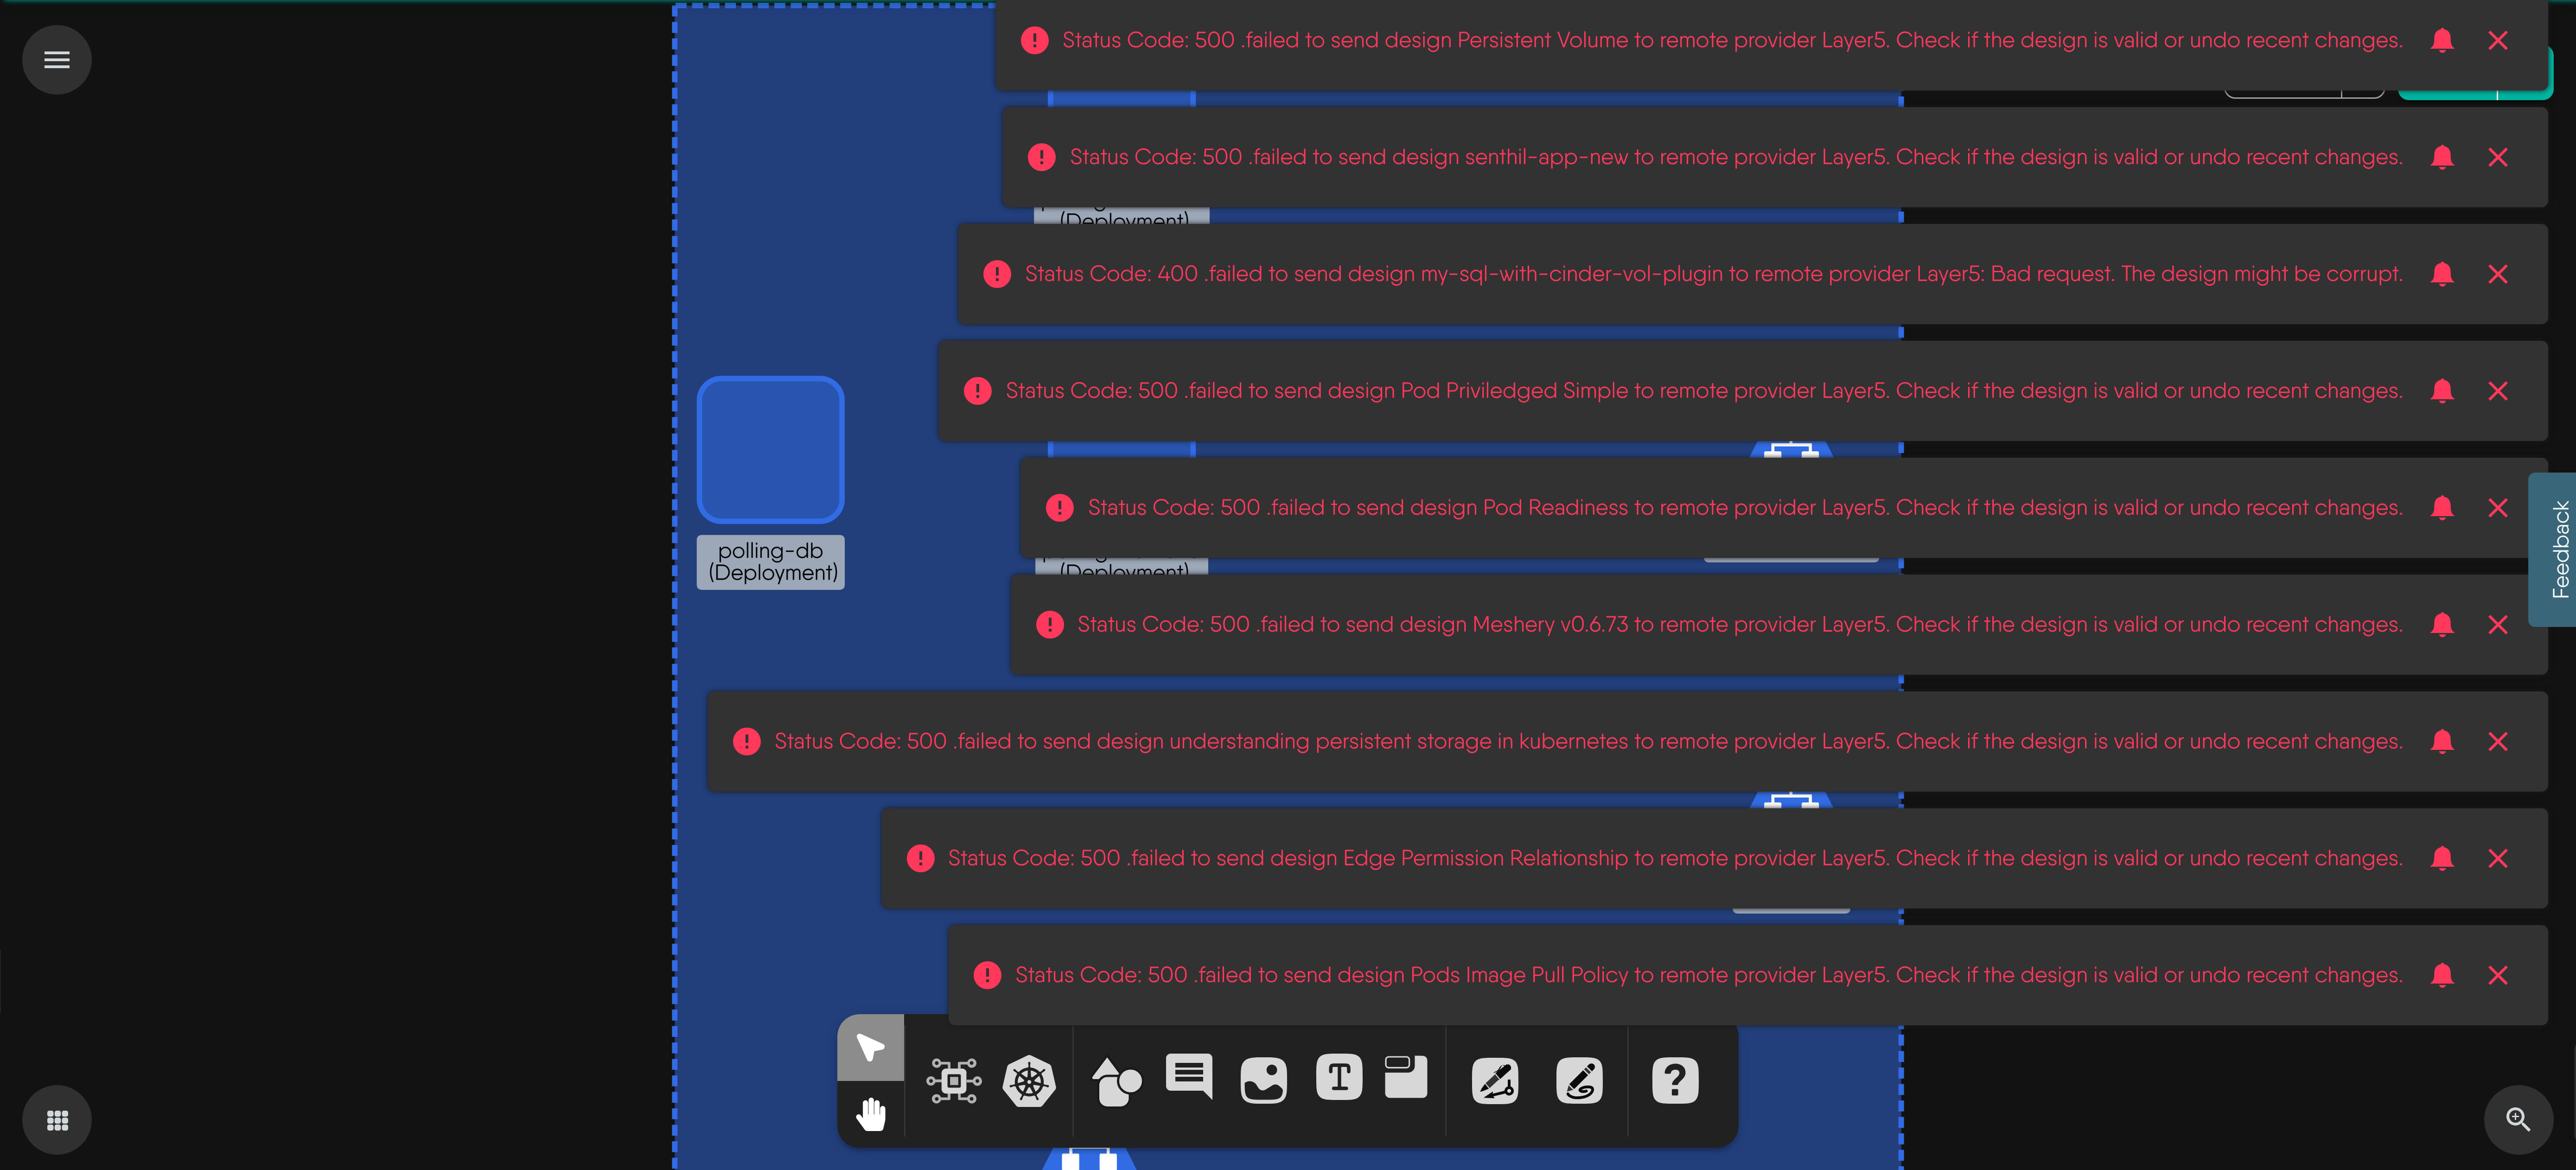 Status Code: 500 .failed to send design Persistent Volume to remote provider Layer5. Check if the design is valid or undo recent changes.
Status Code: 500 .failed to send design senthil-app-new to remote provider Layer5. Check if the design is valid or undo recent changes.
(Deployment)
Status Code: 400 .failed to send design my-sql-with-cinder-vol-plugin to remote provider Layer5: Bad request. The design might be corrupt.
Status Code: 500 .failed to send design Pod Priviledged Simple to remote provider Layer5. Check if the design is valid or undo recent changes.
Status Code: 500 .failed to send design Pod Readiness to remote provider Layer5. Check if the design is valid or undo recent changes.
Feedback
polling-db
(Deployment)
(Deployment)
Status Code: 500 .failed to send design Meshery v0.6.73 to remote provider Layer5. Check if the design is valid or undo recent changes.
Status Code: 500 .failed to send design understanding persistent storage in kubernetes to remote provider Layer5. Check if the design is valid or undo recent changes.
Status Code: 500 .failed to send design Edge Permission Relationship to remote provider Layer5. Check if the design is valid or undo recent changes.
Status Code: 500 .failed to send design Pods Image Pull Policy to remote provider Layer5. Check if the design is valid or undo recent changes.